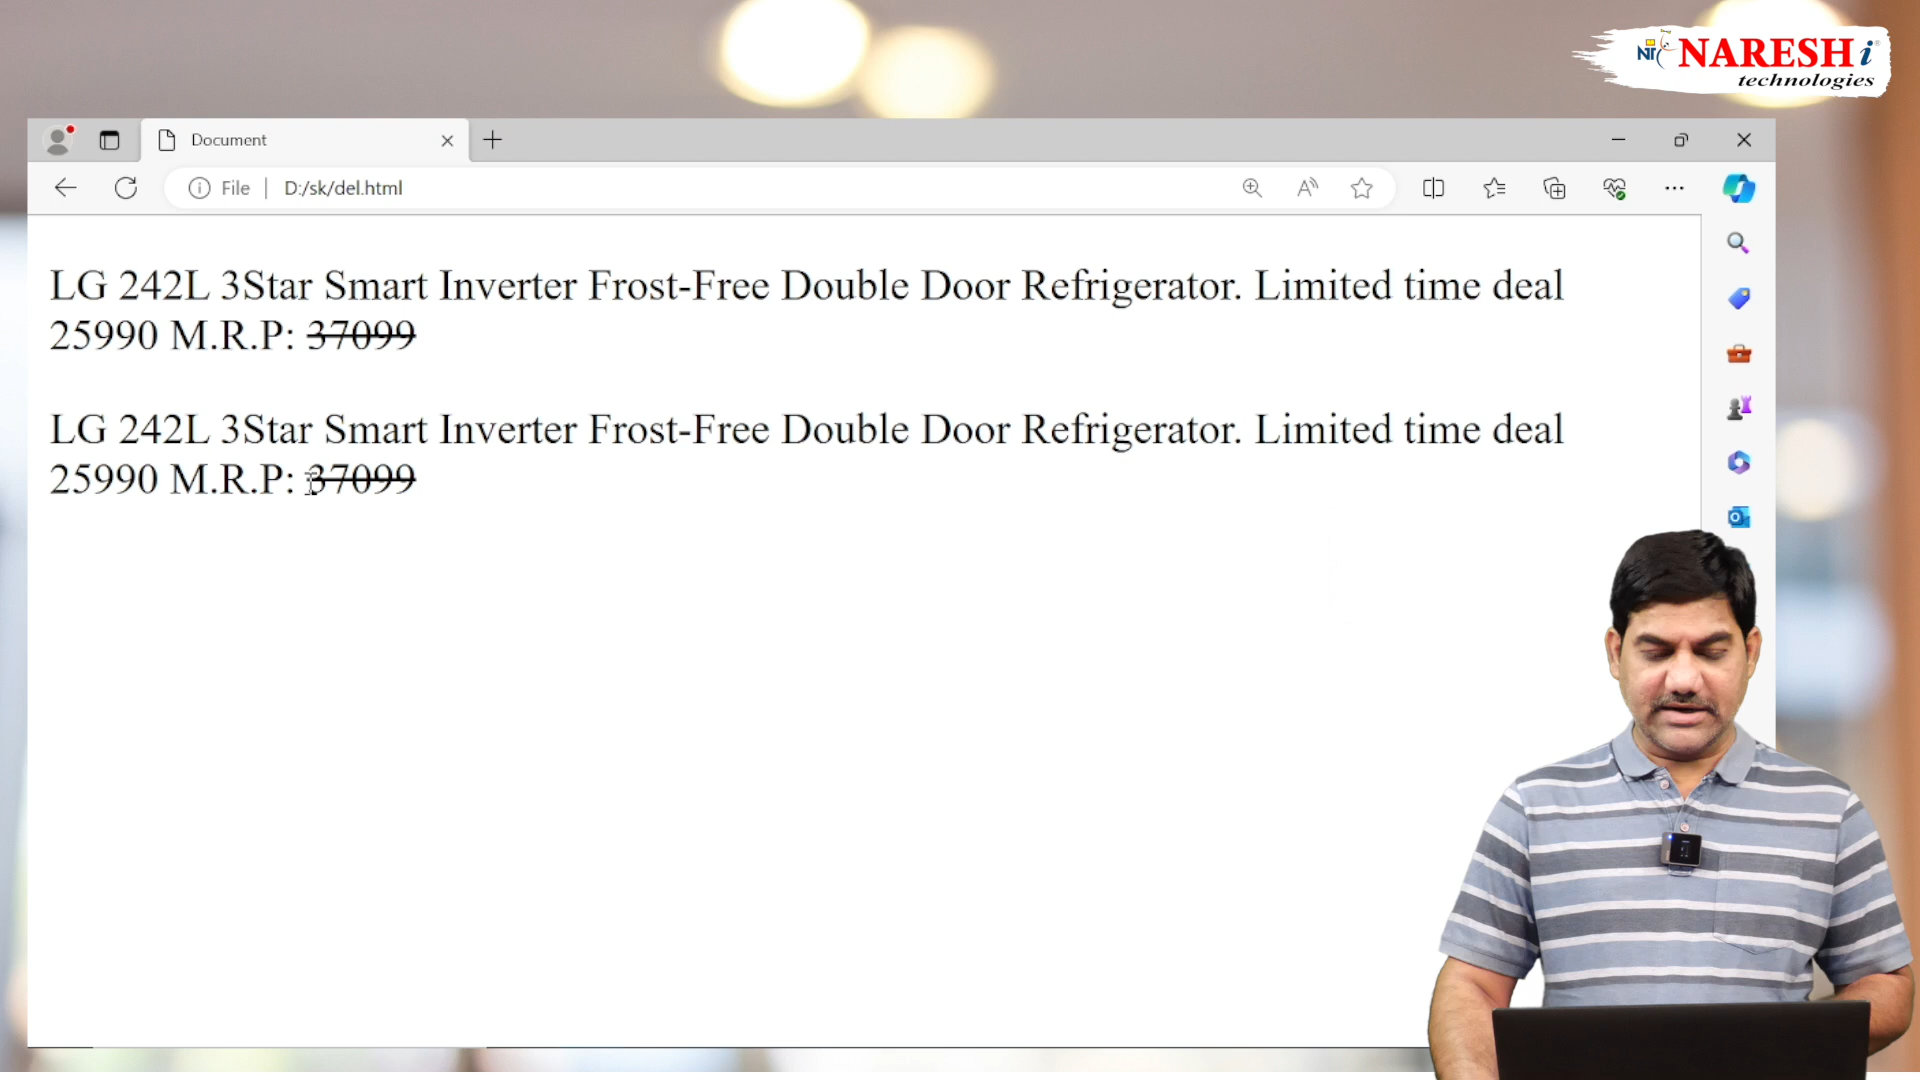 NIT NARESH i ®
technologies
Document
File D:/sk/del.html
LG 242L 3Star Smart Inverter Frost-Free Double Door Refrigerator. Limited time deal
25990 M.R.P: 37099
LG 242L 3Star Smart Inverter Frost-Free Double Door Refrigerator. Limited time deal
25990 M.R.P: 37099